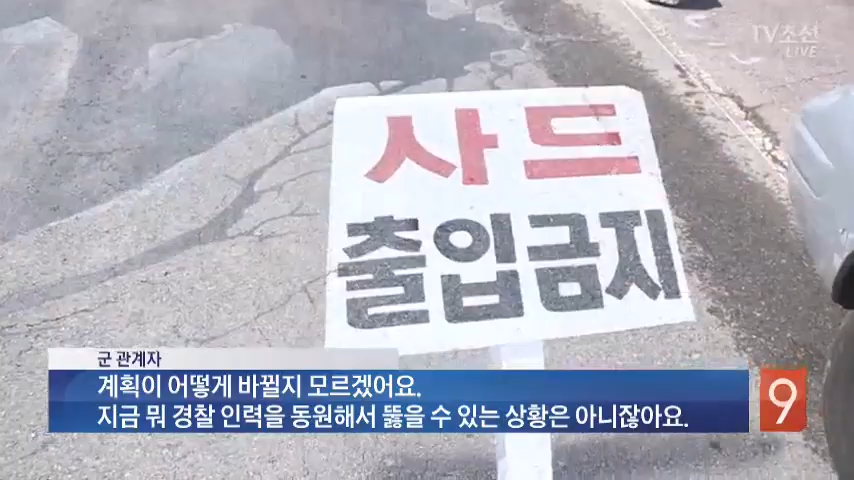 TV조선
LIVE
사드
출입금지
군 관계자
계획이 어떻게 바뀔지 모르겠어요.
지금 뭐 경찰 인력을 동원해서 뚫을 수 있는 상황은 아니잖아요.
9